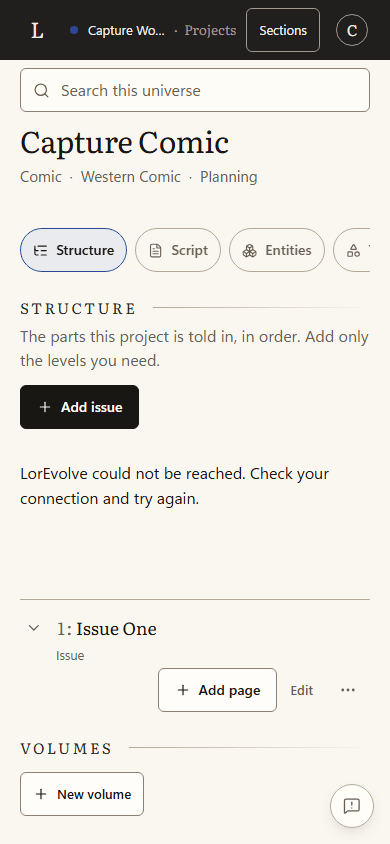 L
Capture Wo... · Projects
Sections
C
Search this universe
Capture Comic
Comic · Western Comic · Planning
Structure
Script
Entities
STRUCTURE
The parts this project is told in, in order. Add only
the levels you need.
Add issue
LorEvolve could not be reached. Check your
connection and try again.
1: Issue One
Issue
Add page
Edit
VOLUMES
New volume